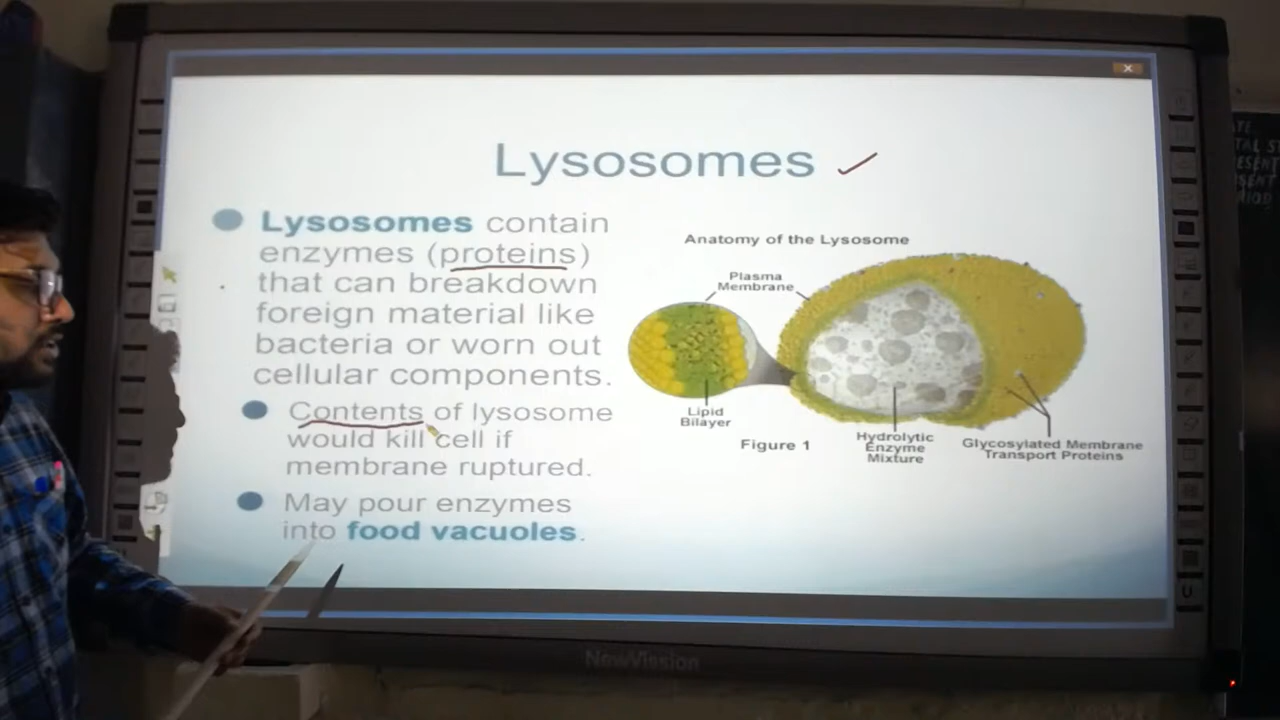 Lysosomes
Lysosomes contain
enzymes (proteins)
that can breakdown
foreign material like
bacteria or worn out
cellular components.
Contents of lysosome
would kill cell if
membrane ruptured.
May pour enzymes
into food vacuoles.
Anatomy of the Lysosome
Plasma
Membrane
Lipid
Bilayer
Figure 1
Hydrolytic
Enzyme
Mixture
Glycosylated Membrane
Transport Proteins
NewVission